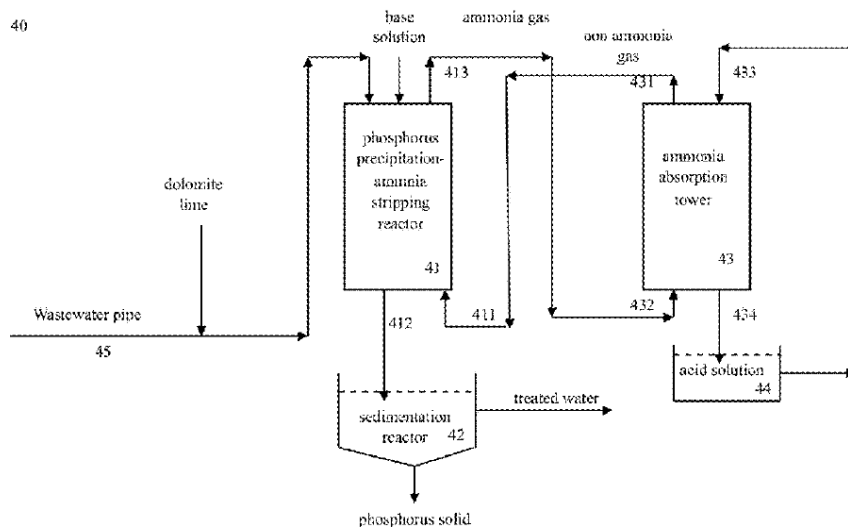 40
base
solution
ammonia gas
non ammonia
gas
413
431
433
phosphorus
precipitation-
ammnia
stripping
reactor
41
ammonia
absorption
tower
43
dolomite
lime
Wastewater pipe
45
412
411
432
434
acid solution
44
sedimentation
reactor
42
treated water
phosphorus solid